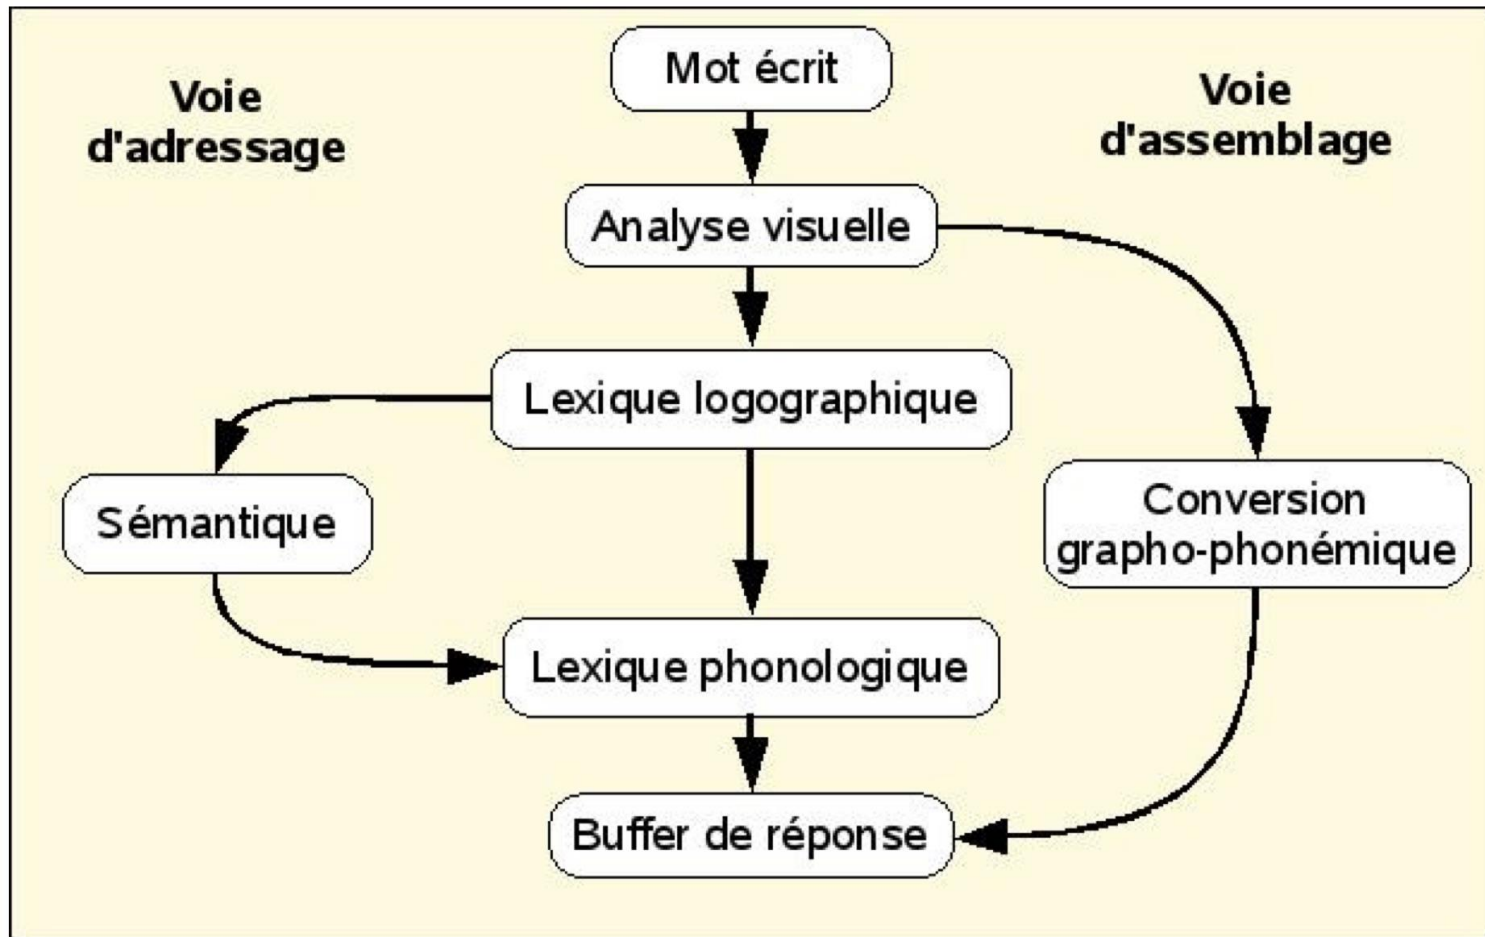 Mot écrit
Voie
d'adressage
Voie
d'assemblage
Analyse visuelle
Lexique logographique
Sémantique
Conversion
grapho-phonémique
Lexique phonologique
Buffer de réponse